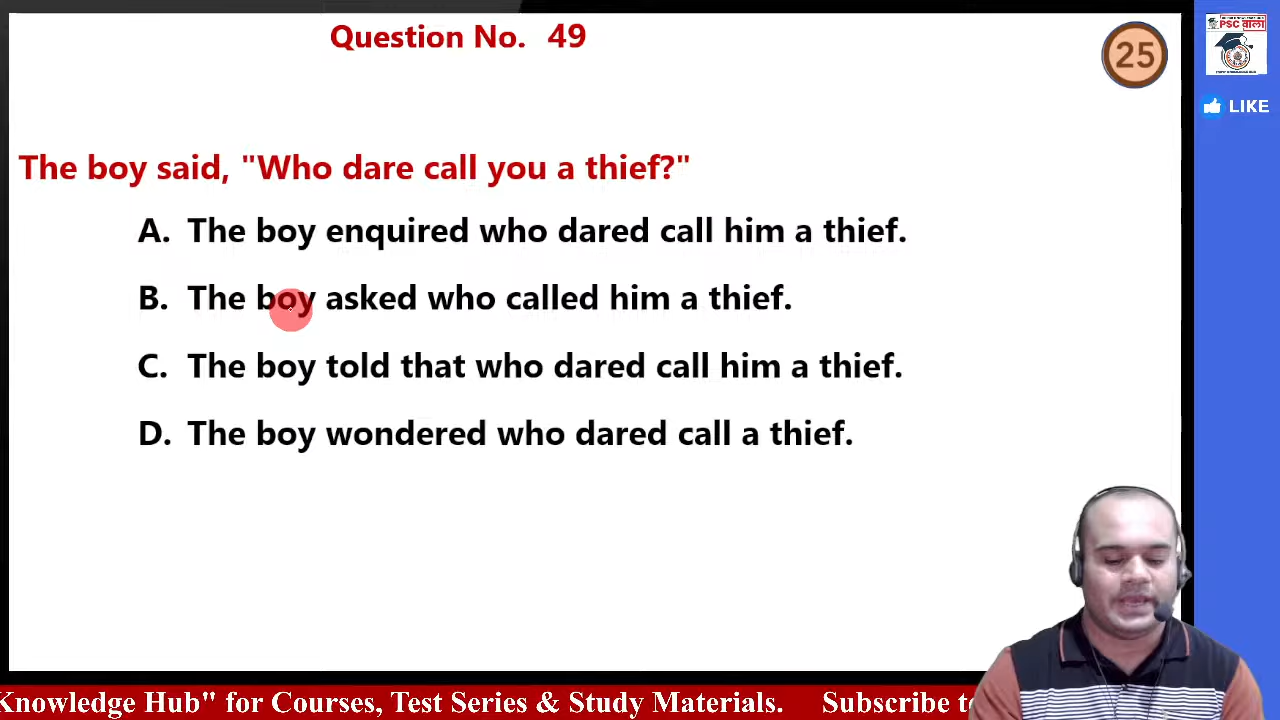 Question No. 49
25
PSC वाला
LIKE
The boy said, "Who dare call you a thief?"
A. The boy enquired who dared call him a thief.
B. The boy asked who called him a thief.
C. The boy told that who dared call him a thief.
D. The boy wondered who dared call a thief.
Knowledge Hub" for Courses, Test Series & Study Materials. Subscribe to